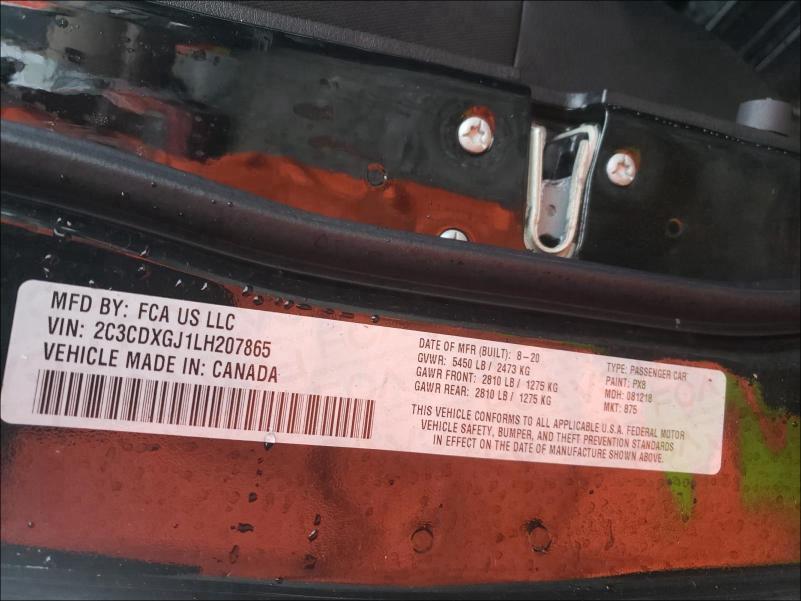 MFD BY: FCA US LLC
VIN: 2C3CDXGJ1LH207865
VEHICLE MADE IN: CANADA
DATE OF MFR (BUILT): 8-20
GVWR: 5450 LB / 2473 KG
GAWR FRONT: 2810 LB / 1275 KG
GAWR REAR: 2810 LB / 1275 KG
TYPE: PASSENGER CAR
PAINT: PX8
MDH: 081218
MKT: 875
THIS VEHICLE CONFORMS TO ALL APPLICABLE U.S.A. FEDERAL MOTOR
VEHICLE SAFETY, BUMPER, AND THEFT PREVENTION STANDARDS
IN EFFECT ON THE DATE OF MANUFACTURE SHOWN ABOVE.